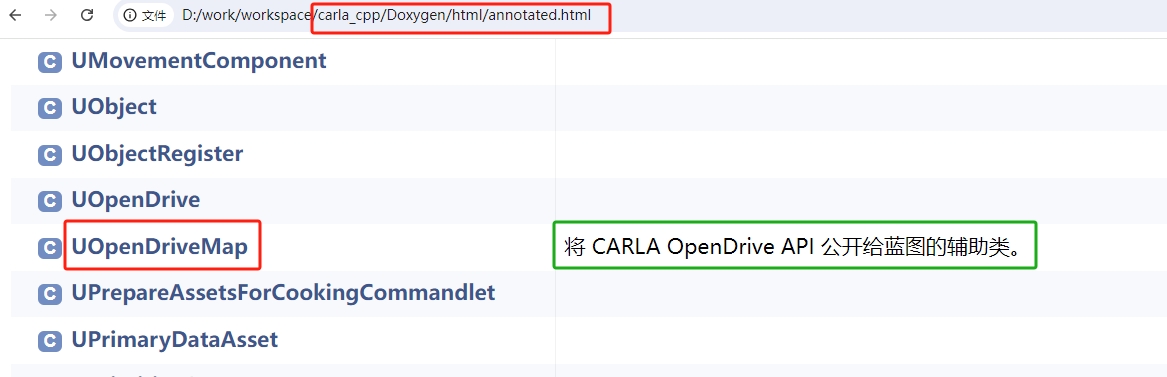 文件 D:/work/workspace/carla_cpp/Doxygen/html/annotated.html
C UMovementComponent
C UObject
C UObjectRegister
C UOpenDrive
C UOpenDriveMap 将 CARLA OpenDrive API 公开给蓝图的辅助类。
C UPrepareAssetsForCookingCommandlet
C UPrimaryDataAsset